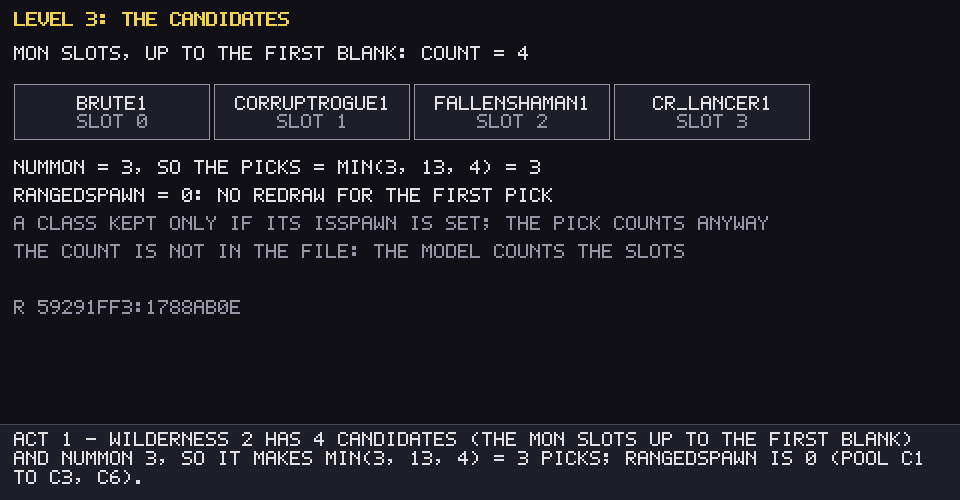 LEVEL 3: THE CANDIDATES
MON SLOTS, UP TO THE FIRST BLANK: COUNT = 4
BRUTE1
SLOT 0
CORRUPTROGUE1
SLOT 1
FALLENSHAMAN1
SLOT 2
CR_LANCER1
SLOT 3
NUMMON = 3, SO THE PICKS = MIN(3, 13, 4) = 3
RANGEDSPAWN = 0: NO REDRAW FOR THE FIRST PICK
A CLASS KEPT ONLY IF ITS ISSPAWN IS SET; THE PICK COUNTS ANYWAY
THE COUNT IS NOT IN THE FILE: THE MODEL COUNTS THE SLOTS
R 59291FF3:1788AB0E
ACT 1 - WILDERNESS 2 HAS 4 CANDIDATES (THE MON SLOTS UP TO THE FIRST BLANK)
AND NUMMON 3, SO IT MAKES MIN(3, 13, 4) = 3 PICKS; RANGEDSPAWN IS 0 (POOL C1
TO C3, C6).